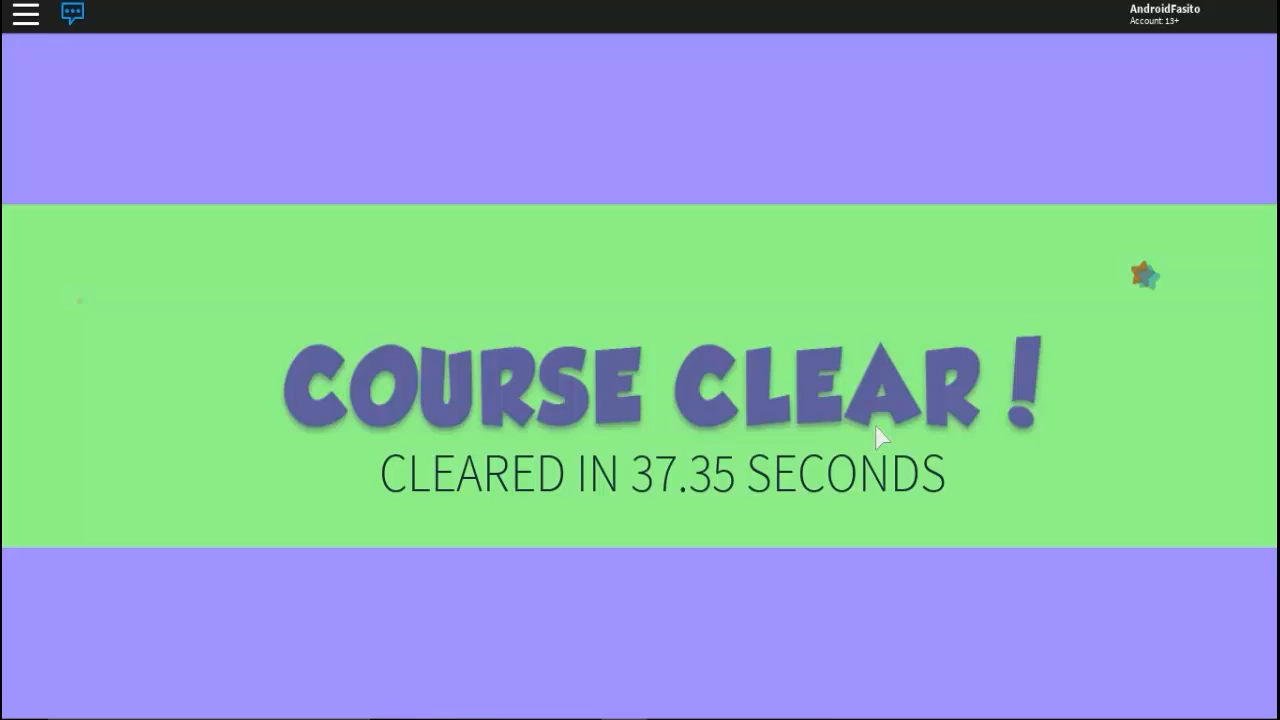 AndroidFasito
Account: 13+
COURSE CLEAR!
CLEARED IN 37.35 SECONDS